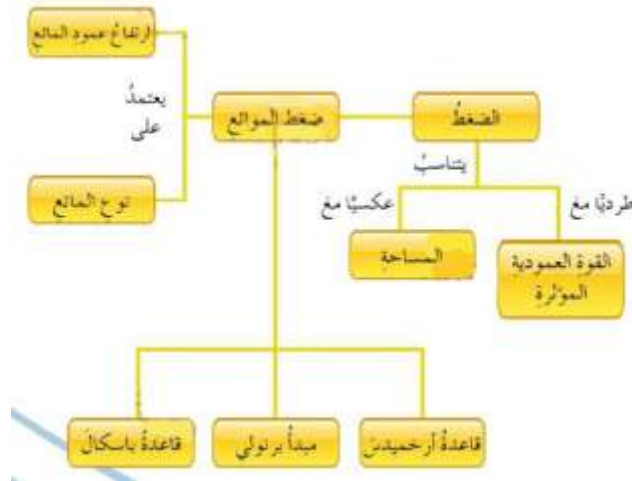 ارتفاعُ عمودِ المائعِ
يعتمدُ
على
نوع المائعِ
ضغط الموائعِ
الضغطُ
يتناسبُ
طرديًّا معَ
عكسيًّا معَ
القوةِ العموديةِ
المؤثرةِ
المساحةِ
قاعدةُ أرخميدسَ
مبدأُ برنولي
قاعدةُ باسكالَ